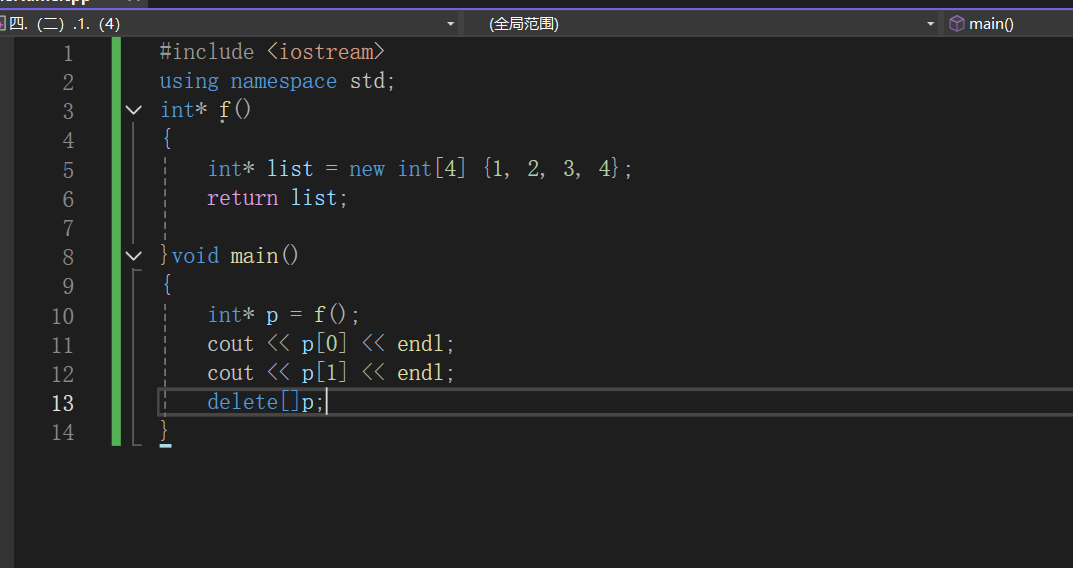 四.（二）.1.（4）
(全局范围)
main()
1 #include <iostream>
2 using namespace std;
3 int* f()
4 {
5 int* list = new int[4] {1, 2, 3, 4};
6 return list;
7
8 }void main()
9 {
10 int* p = f();
11 cout << p[0] << endl;
12 cout << p[1] << endl;
13 delete[]p;
14 }